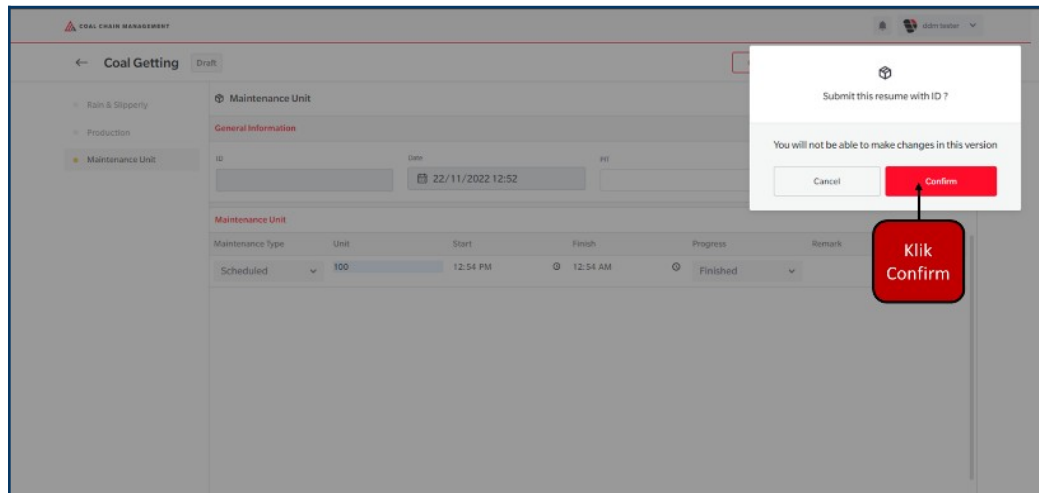 COAL CHAIN MANAGEMENT
ddm tester
Coal Getting
Draft
Submit this resume with ID ?
You will not be able to make changes in this version
Cancel
Confirm
Klik
Confirm
Rain & Slipperly
Production
Maintenance Unit
Maintenance Unit
General Information
ID
Date
22/11/2022 12:52
Maintenance Unit
Maintenance Type Unit Start Finish Progress Remark
Scheduled 100 12:54 PM 12:54 AM Finished